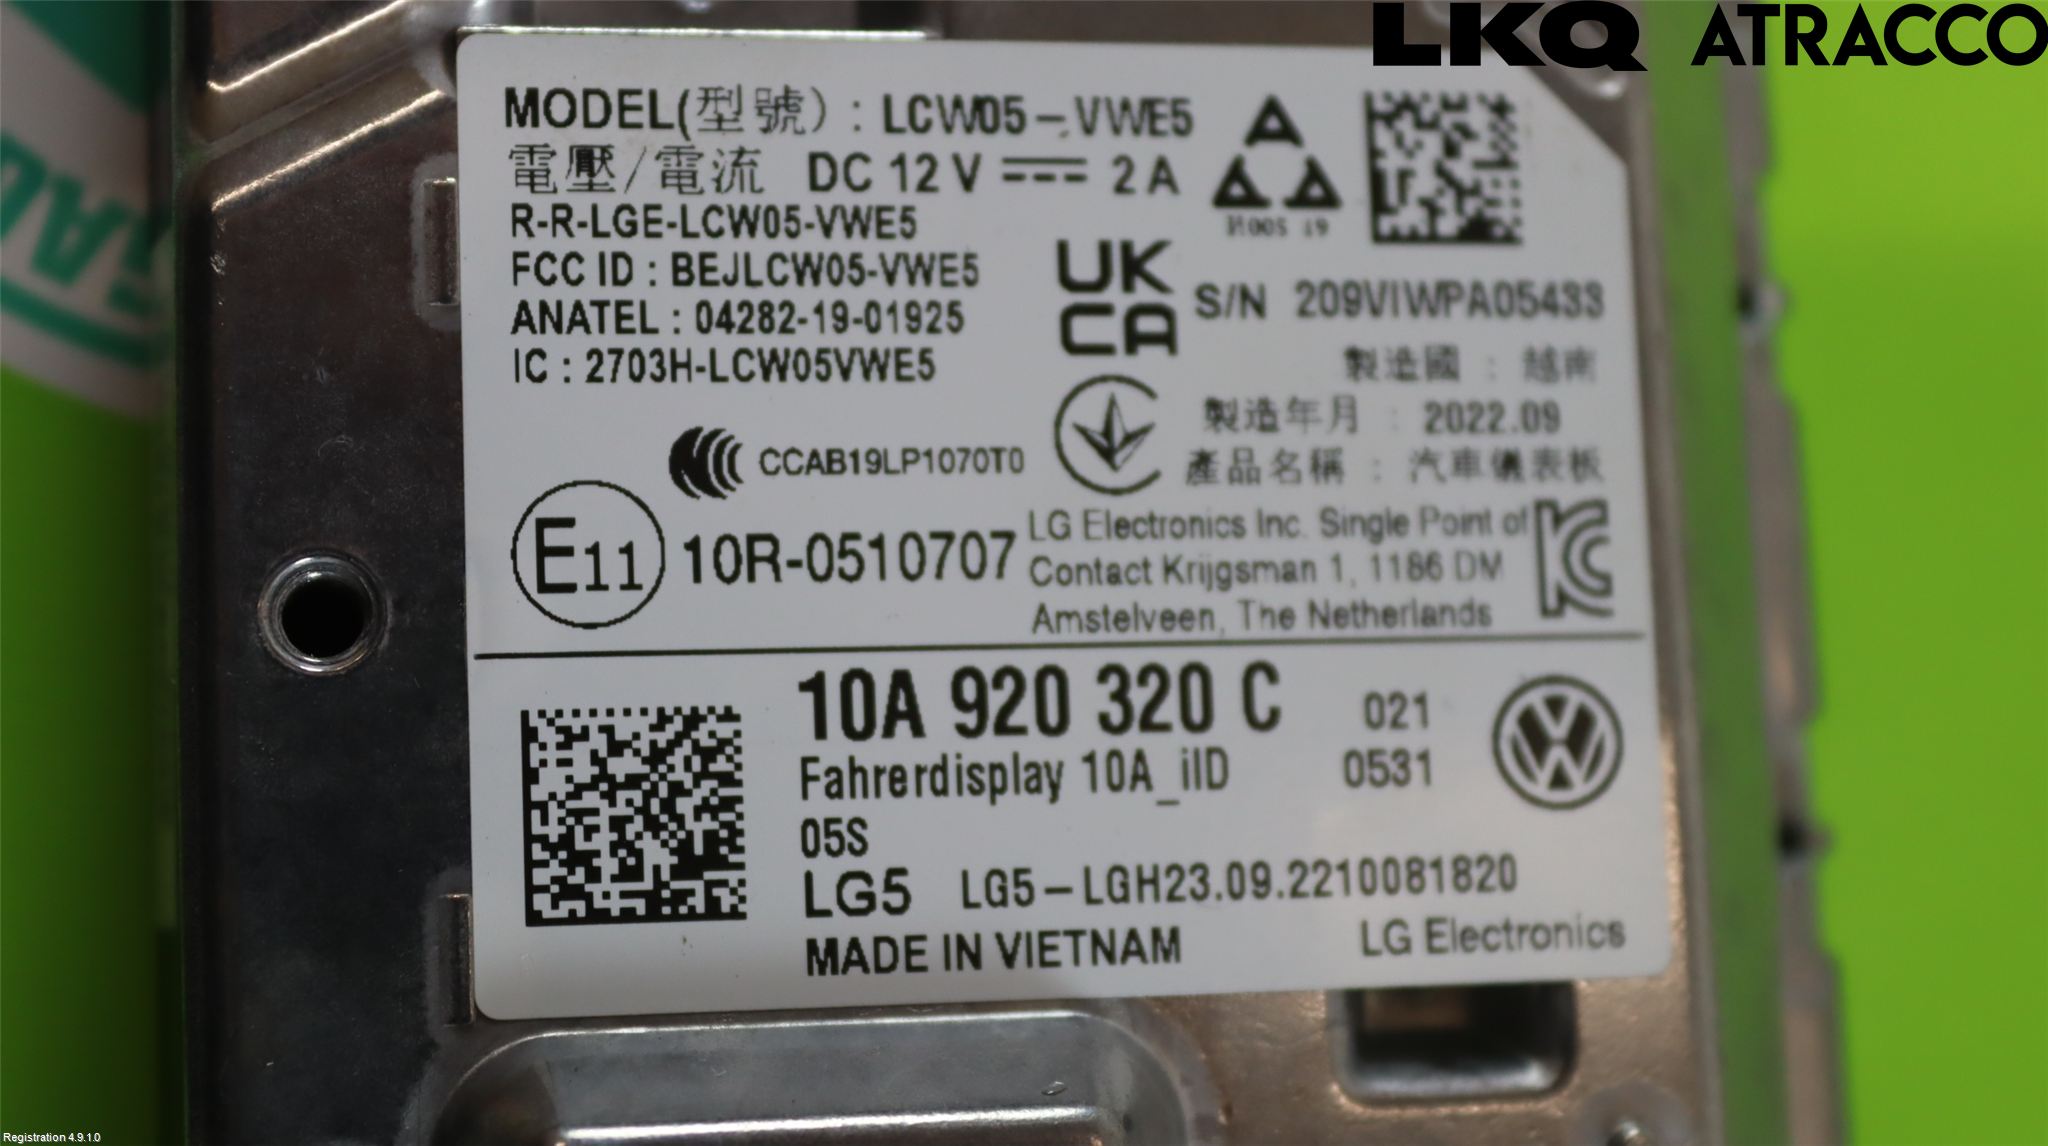 LKQ ATRACCO
MODEL(型號) : LCW05-VWE5
電壓/電流 DC 12 V 2 A
R-R-LGE-LCW05-VWE5
FCC ID : BEJLCW05-VWE5
ANATEL : 04282-19-01925
IC : 2703H-LCW05VWE5
UK
CA
S/N 209VIWPA05433
製造國 : 越南
製造年月 : 2022.09
產品名稱 : 汽車儀表板
CCAB19LP1070T0
E11 10R-0510707
LG Electronics Inc. Single Point of
Contact Krijgsman 1, 1186 DM
Amstelveen, The Netherlands
10A 920 320 C 021
Fahrerdisplay 10A_iID 0531
05S
LG5 LG5-LGH23.09.2210081820
MADE IN VIETNAM LG Electronics
Registration 4.9.1.0